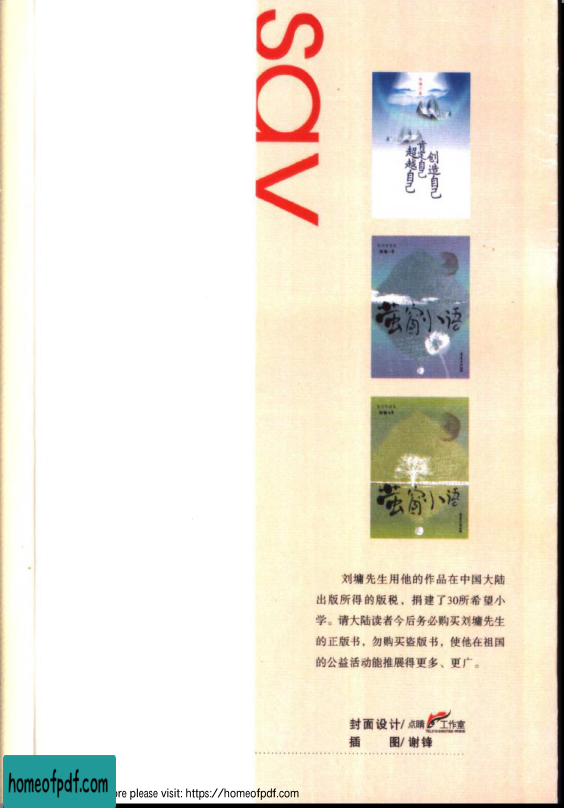 sav
肯定自己
创造自己
超越自己
萤窗小语
萤窗小语
刘墉先生用他的作品在中国大陆
出版所得的版税，捐建了30所希望小
学。请大陆读者今后务必购买刘墉先生
的正版书，勿购买盗版书，使他在祖国
的公益活动能推展得更多、更广。
封面设计/点睛工作室
插 图/谢锋
homeofpdf.com
re please visit: https://homeofpdf.com